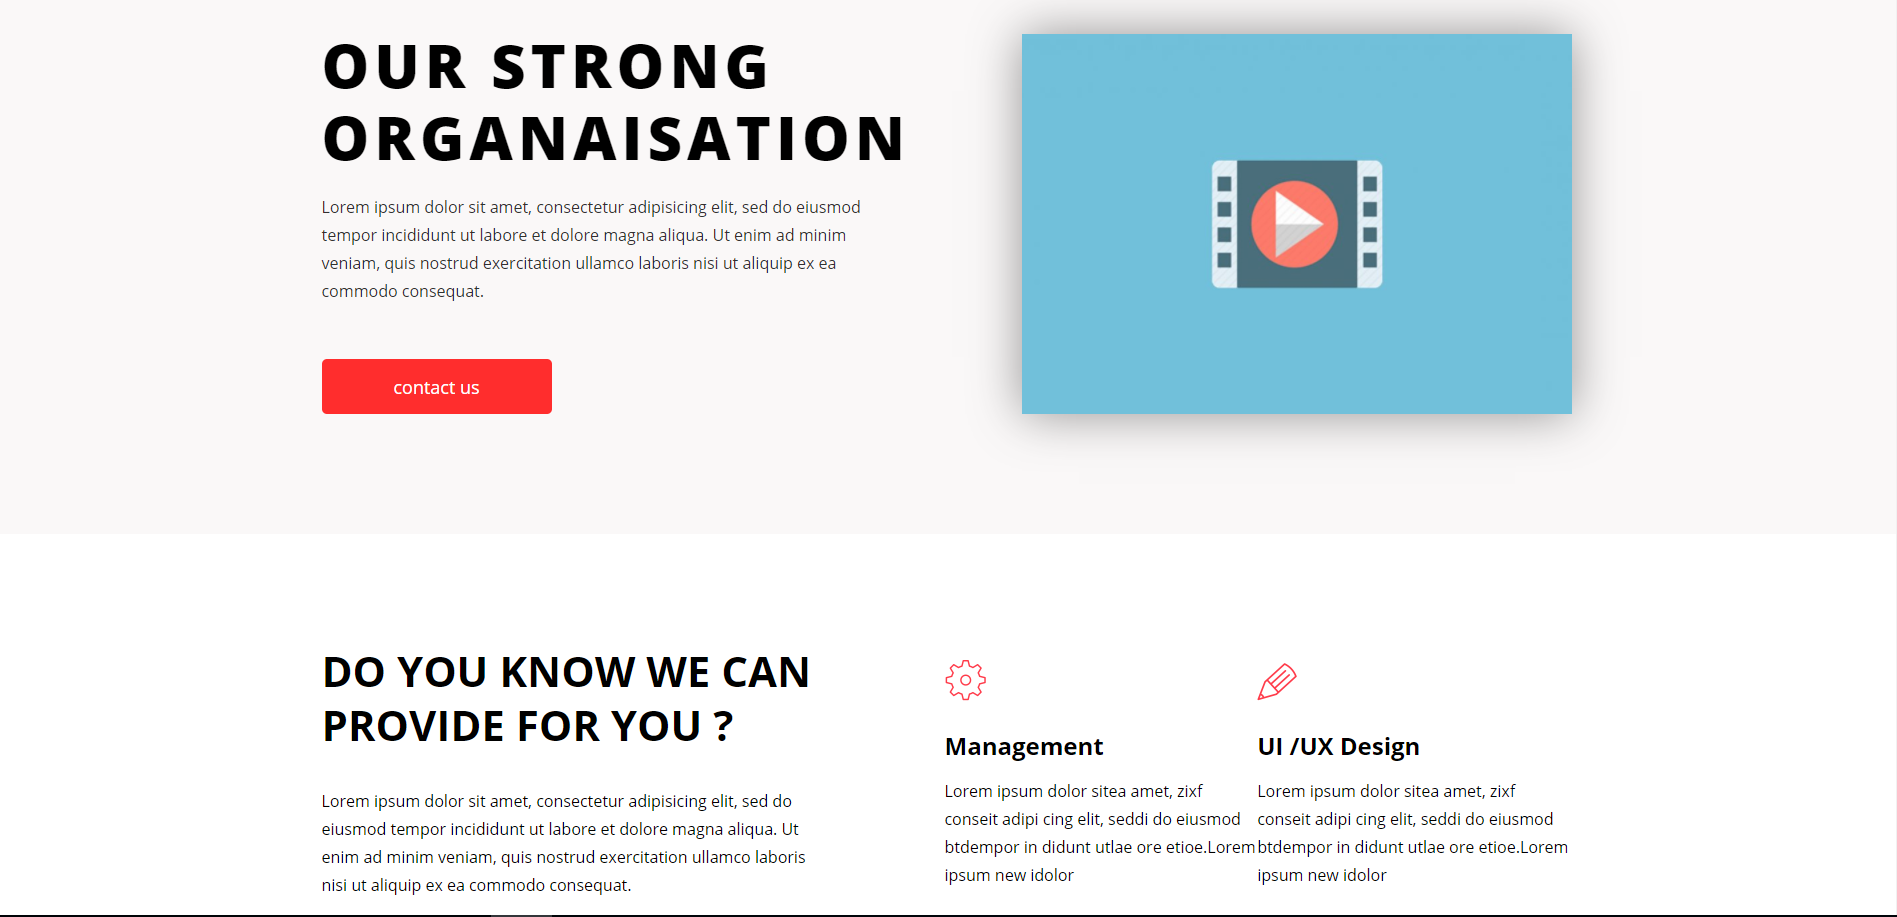 OUR STRONG
ORGANAISATION
Lorem ipsum dolor sit amet, consectetur adipisicing elit, sed do eiusmod
tempor incididunt ut labore et dolore magna aliqua. Ut enim ad minim
veniam, quis nostrud exercitation ullamco laboris nisi ut aliquip ex ea
commodo consequat.
contact us
DO YOU KNOW WE CAN
PROVIDE FOR YOU ?
Lorem ipsum dolor sit amet, consectetur adipisicing elit, sed do
eiusmod tempor incididunt ut labore et dolore magna aliqua. Ut
enim ad minim veniam, quis nostrud exercitation ullamco laboris
nisi ut aliquip ex ea commodo consequat.
Management
Lorem ipsum dolor sitea amet, zixf
conseit adipi cing elit, seddi do eiusmod
btdempor in didunt utlae ore etioe.Lorem
ipsum new idolor
UI /UX Design
Lorem ipsum dolor sitea amet, zixf
conseit adipi cing elit, seddi do eiusmod
btdempor in didunt utlae ore etioe.Lorem
ipsum new idolor